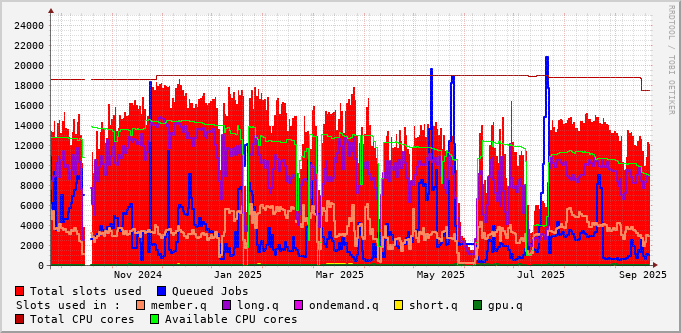 RRDTOOL / TOBI OETIKER
24000
22000
20000
18000
16000
14000
12000
10000
8000
6000
4000
2000
0
Nov 2024 Jan 2025 Mar 2025 May 2025 Jul 2025 Sep 2025
Total slots used Queued Jobs
Slots used in : member.q long.q ondemand.q short.q gpu.q
Total CPU cores Available CPU cores